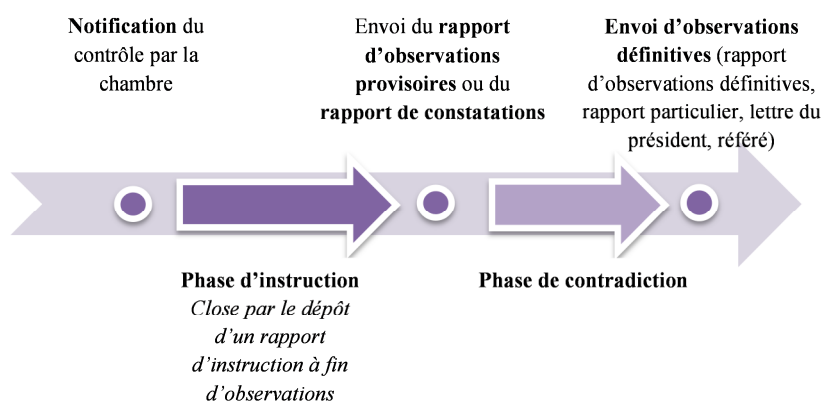 Notification du
contrôle par la
chambre
Envoi du rapport
d’observations
provisoires ou du
rapport de constatations
Envoi d’observations
définitives (rapport
d’observations définitives,
rapport particulier, lettre du
président, référé)
Phase d’instruction
Close par le dépôt
d’un rapport
d’instruction à fin
d’observations
Phase de contradiction